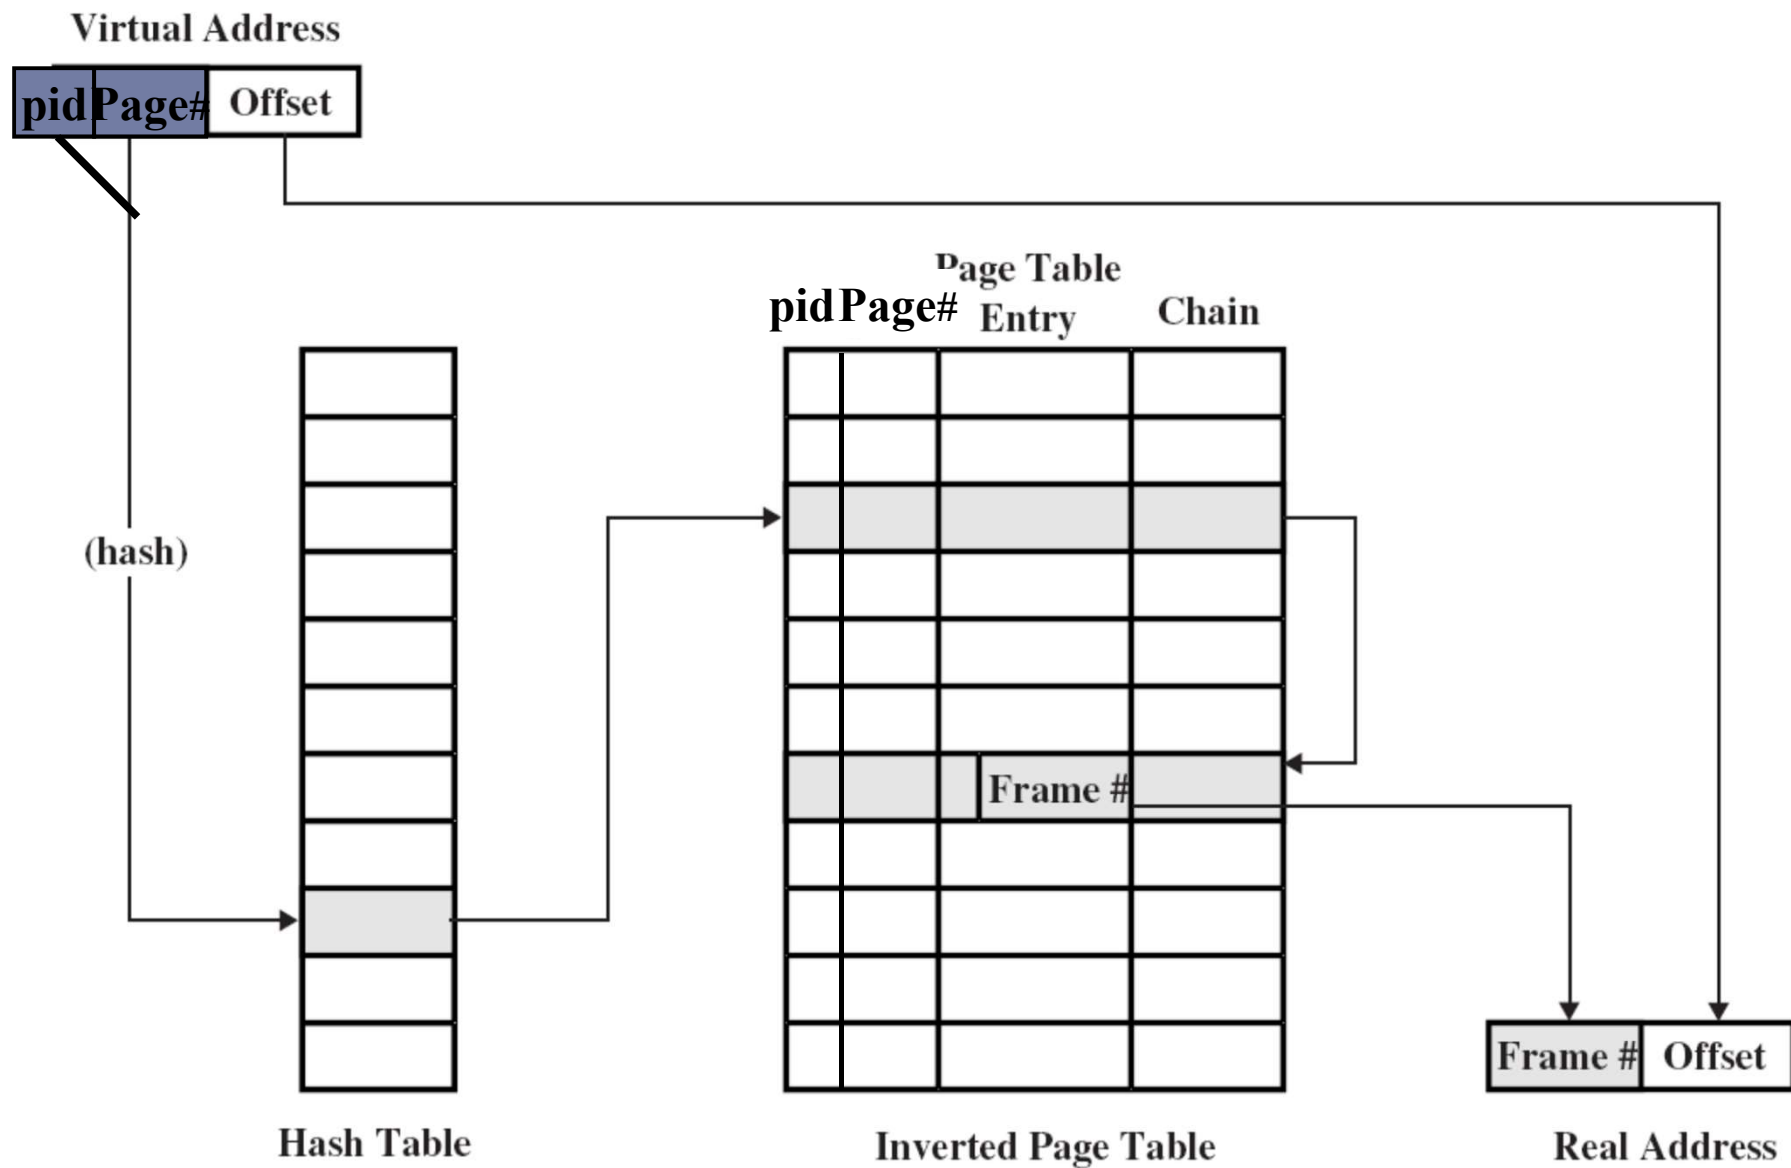 Virtual Address
pid Page# Offset
Page Table
pid Page# Entry Chain
(hash)
Frame #
Frame # Offset
Hash Table Inverted Page Table Real Address